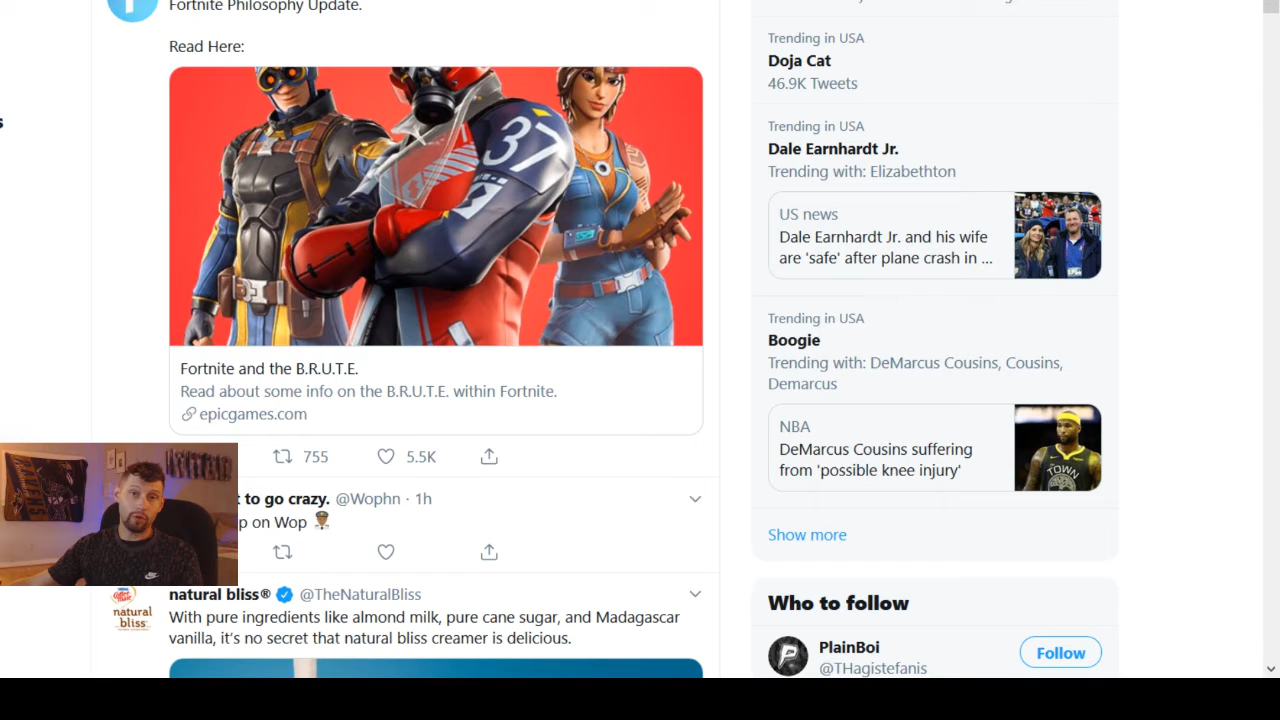 Fortnite Philosophy Update.
Read Here:
37
Fortnite and the B.R.U.T.E.
Read about some info on the B.R.U.T.E. within Fortnite.
epicgames.com
755
5.5K
t to go crazy. @Wophn · 1h
p on Wop
natural bliss® @TheNaturalBliss
natural
bliss
With pure ingredients like almond milk, pure cane sugar, and Madagascar
vanilla, it's no secret that natural bliss creamer is delicious.
s
Trending in USA
Doja Cat
46.9K Tweets
Trending in USA
Dale Earnhardt Jr.
Trending with: Elizabethton
US news
Dale Earnhardt Jr. and his wife
are 'safe' after plane crash in ...
Trending in USA
Boogie
Trending with: DeMarcus Cousins, Cousins,
Demarcus
NBA
DeMarcus Cousins suffering
from 'possible knee injury'
TOWN
Show more
Who to follow
PlainBoi
@THagistefanis
Follow